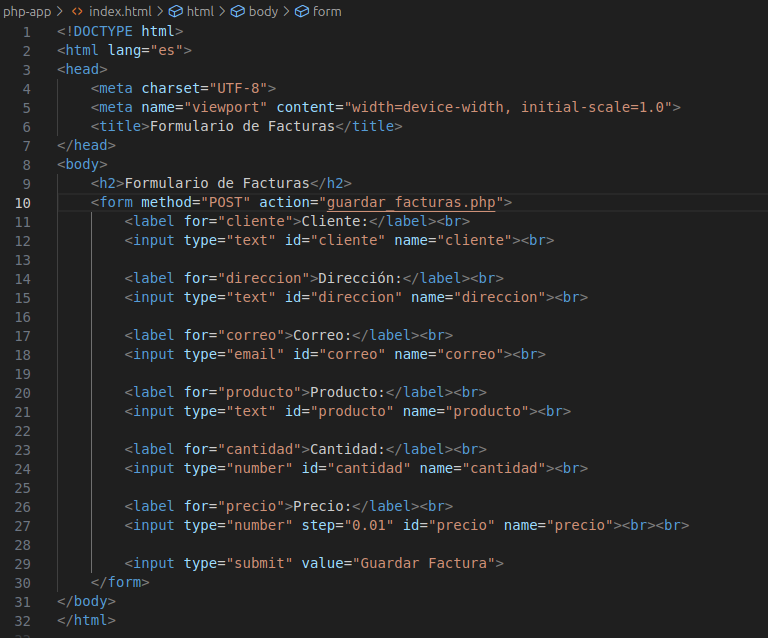 php-app > index.html > html > body > form
1 <!DOCTYPE html>
2 <html lang="es">
3 <head>
4     <meta charset="UTF-8">
5     <meta name="viewport" content="width=device-width, initial-scale=1.0">
6     <title>Formulario de Facturas</title>
7 </head>
8 <body>
9     <h2>Formulario de Facturas</h2>
10     <form method="POST" action="guardar_facturas.php">
11         <label for="cliente">Cliente:</label><br>
12         <input type="text" id="cliente" name="cliente"><br>
13
14         <label for="direccion">Dirección:</label><br>
15         <input type="text" id="direccion" name="direccion"><br>
16
17         <label for="correo">Correo:</label><br>
18         <input type="email" id="correo" name="correo"><br>
19
20         <label for="producto">Producto:</label><br>
21         <input type="text" id="producto" name="producto"><br>
22
23         <label for="cantidad">Cantidad:</label><br>
24         <input type="number" id="cantidad" name="cantidad"><br>
25
26         <label for="precio">Precio:</label><br>
27         <input type="number" step="0.01" id="precio" name="precio"><br><br>
28
29         <input type="submit" value="Guardar Factura">
30     </form>
31 </body>
32 </html>